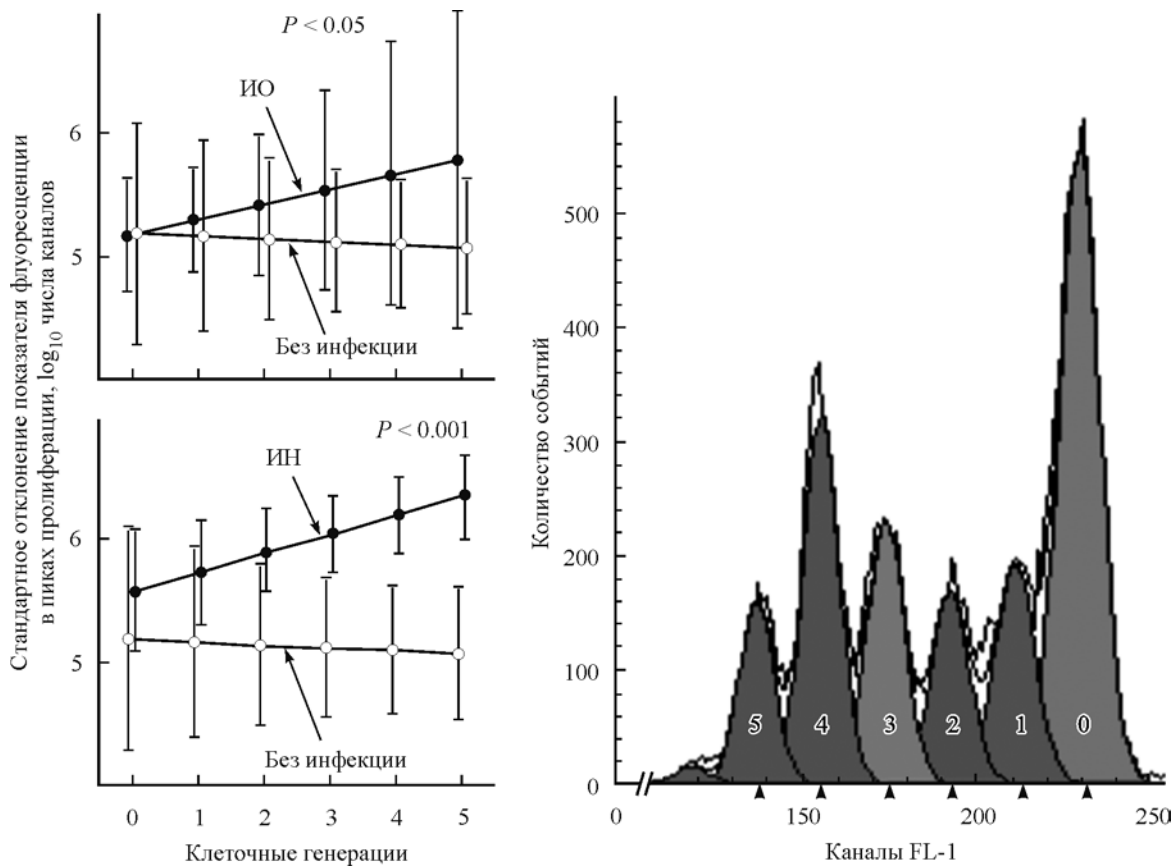 Стандартное отклонение показателя флуоресценции
в пиках пролиферации, log10 числа каналов
P < 0.05
ИО
6
5
Без инфекции
P < 0.001
ИН
6
5
Без инфекции
0 1 2 3 4 5
Клеточные генерации
Количество событий
500
400
300
200
100
0
5 4 3 2 1 0
0 150 200 250
Каналы FL-1